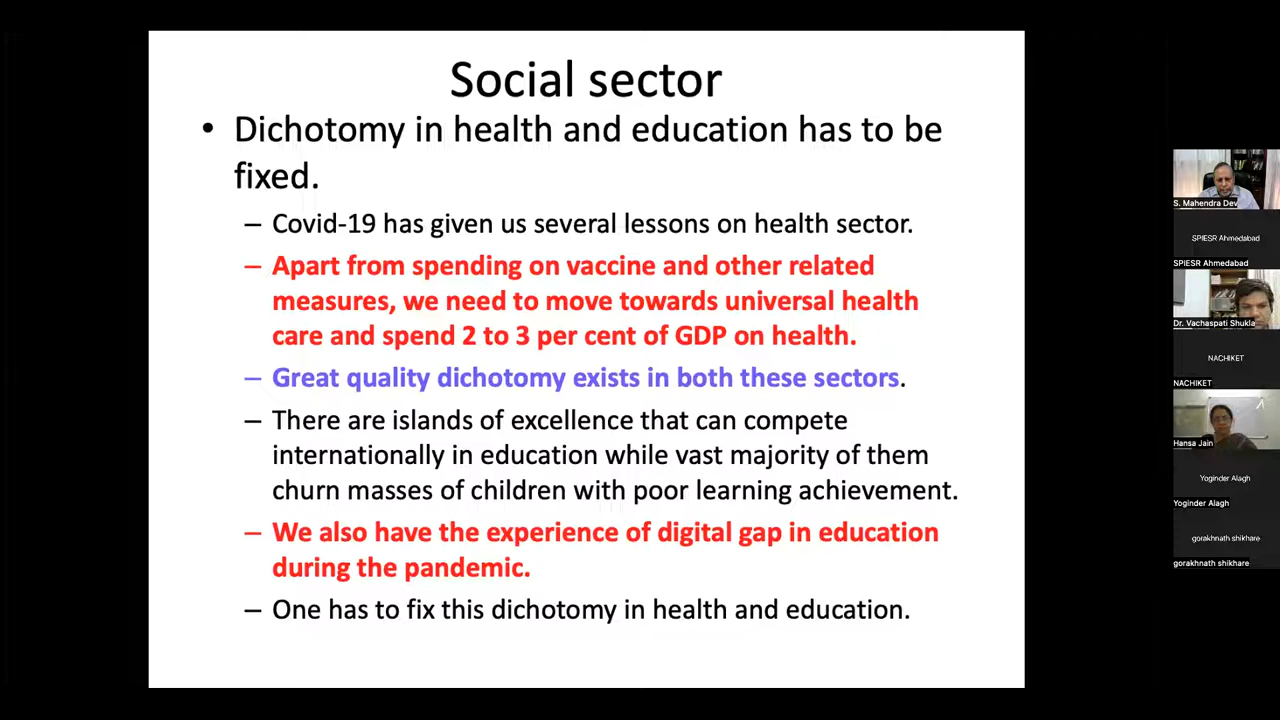 Social sector
• Dichotomy in health and education has to be
fixed.
– Covid-19 has given us several lessons on health sector.
– Apart from spending on vaccine and other related
measures, we need to move towards universal health
care and spend 2 to 3 per cent of GDP on health.
– Great quality dichotomy exists in both these sectors.
– There are islands of excellence that can compete
internationally in education while vast majority of them
churn masses of children with poor learning achievement.
– We also have the experience of digital gap in education
during the pandemic.
– One has to fix this dichotomy in health and education.
S. Mahendra Dev
SPIESR Ahmedabad
SPIESR Ahmedabad
Dr. Vachaspati Shukla
NACHIKET
NACHIKET
Hansa Jain
Yoginder Alagh
Yoginder Alagh
gorakhnath shikhare
gorakhnath shikhare